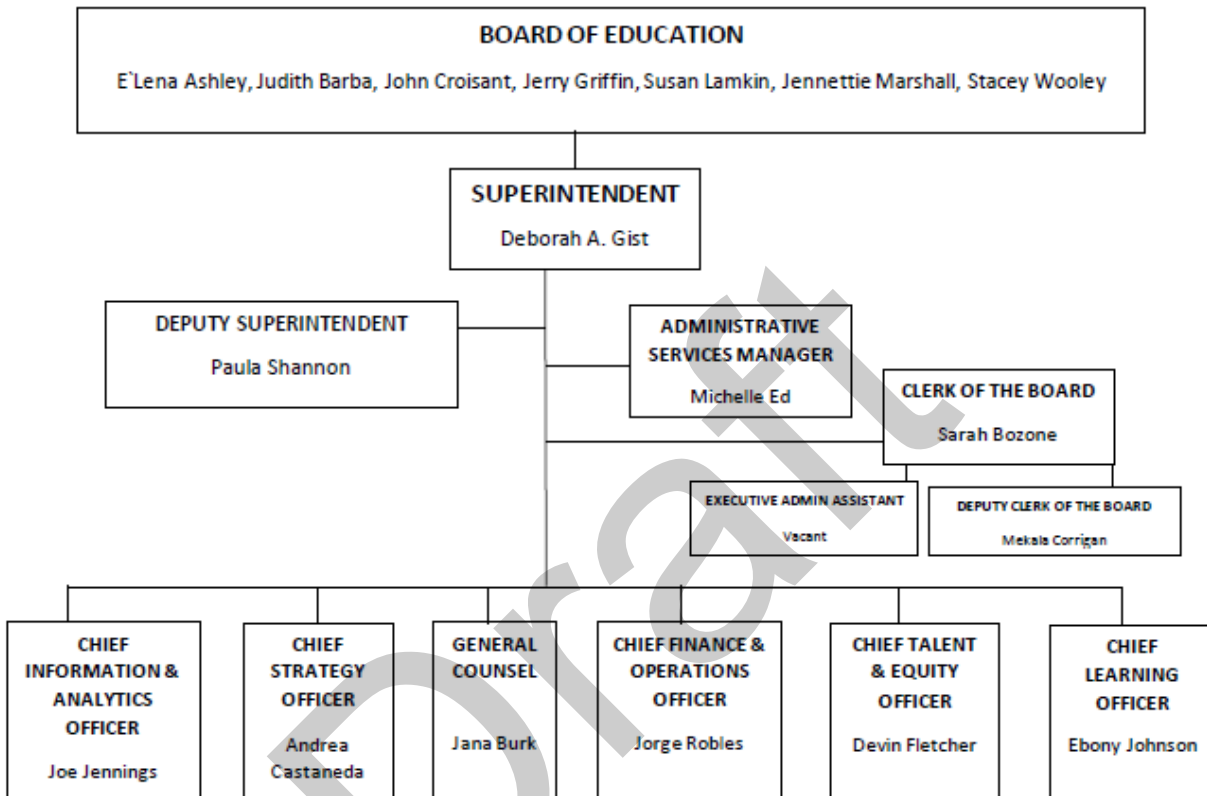 BOARD OF EDUCATION
E`Lena Ashley, Judith Barba, John Croisant, Jerry Griffin, Susan Lamkin, Jennettie Marshall, Stacey Wooley
SUPERINTENDENT
Deborah A. Gist
DEPUTY SUPERINTENDENT
Paula Shannon
ADMINISTRATIVE
SERVICES MANAGER
Michelle Ed
CLERK OF THE BOARD
Sarah Bozone
EXECUTIVE ADMIN ASSISTANT
Vacant
DEPUTY CLERK OF THE BOARD
Mekala Corrigan
CHIEF
INFORMATION &
ANALYTICS
OFFICER
Joe Jennings
CHIEF
STRATEGY
OFFICER
Andrea
Castaneda
GENERAL
COUNSEL
Jana Burk
CHIEF FINANCE &
OPERATIONS
OFFICER
Jorge Robles
CHIEF TALENT
& EQUITY
OFFICER
Devin Fletcher
CHIEF
LEARNING
OFFICER
Ebony Johnson
Draft